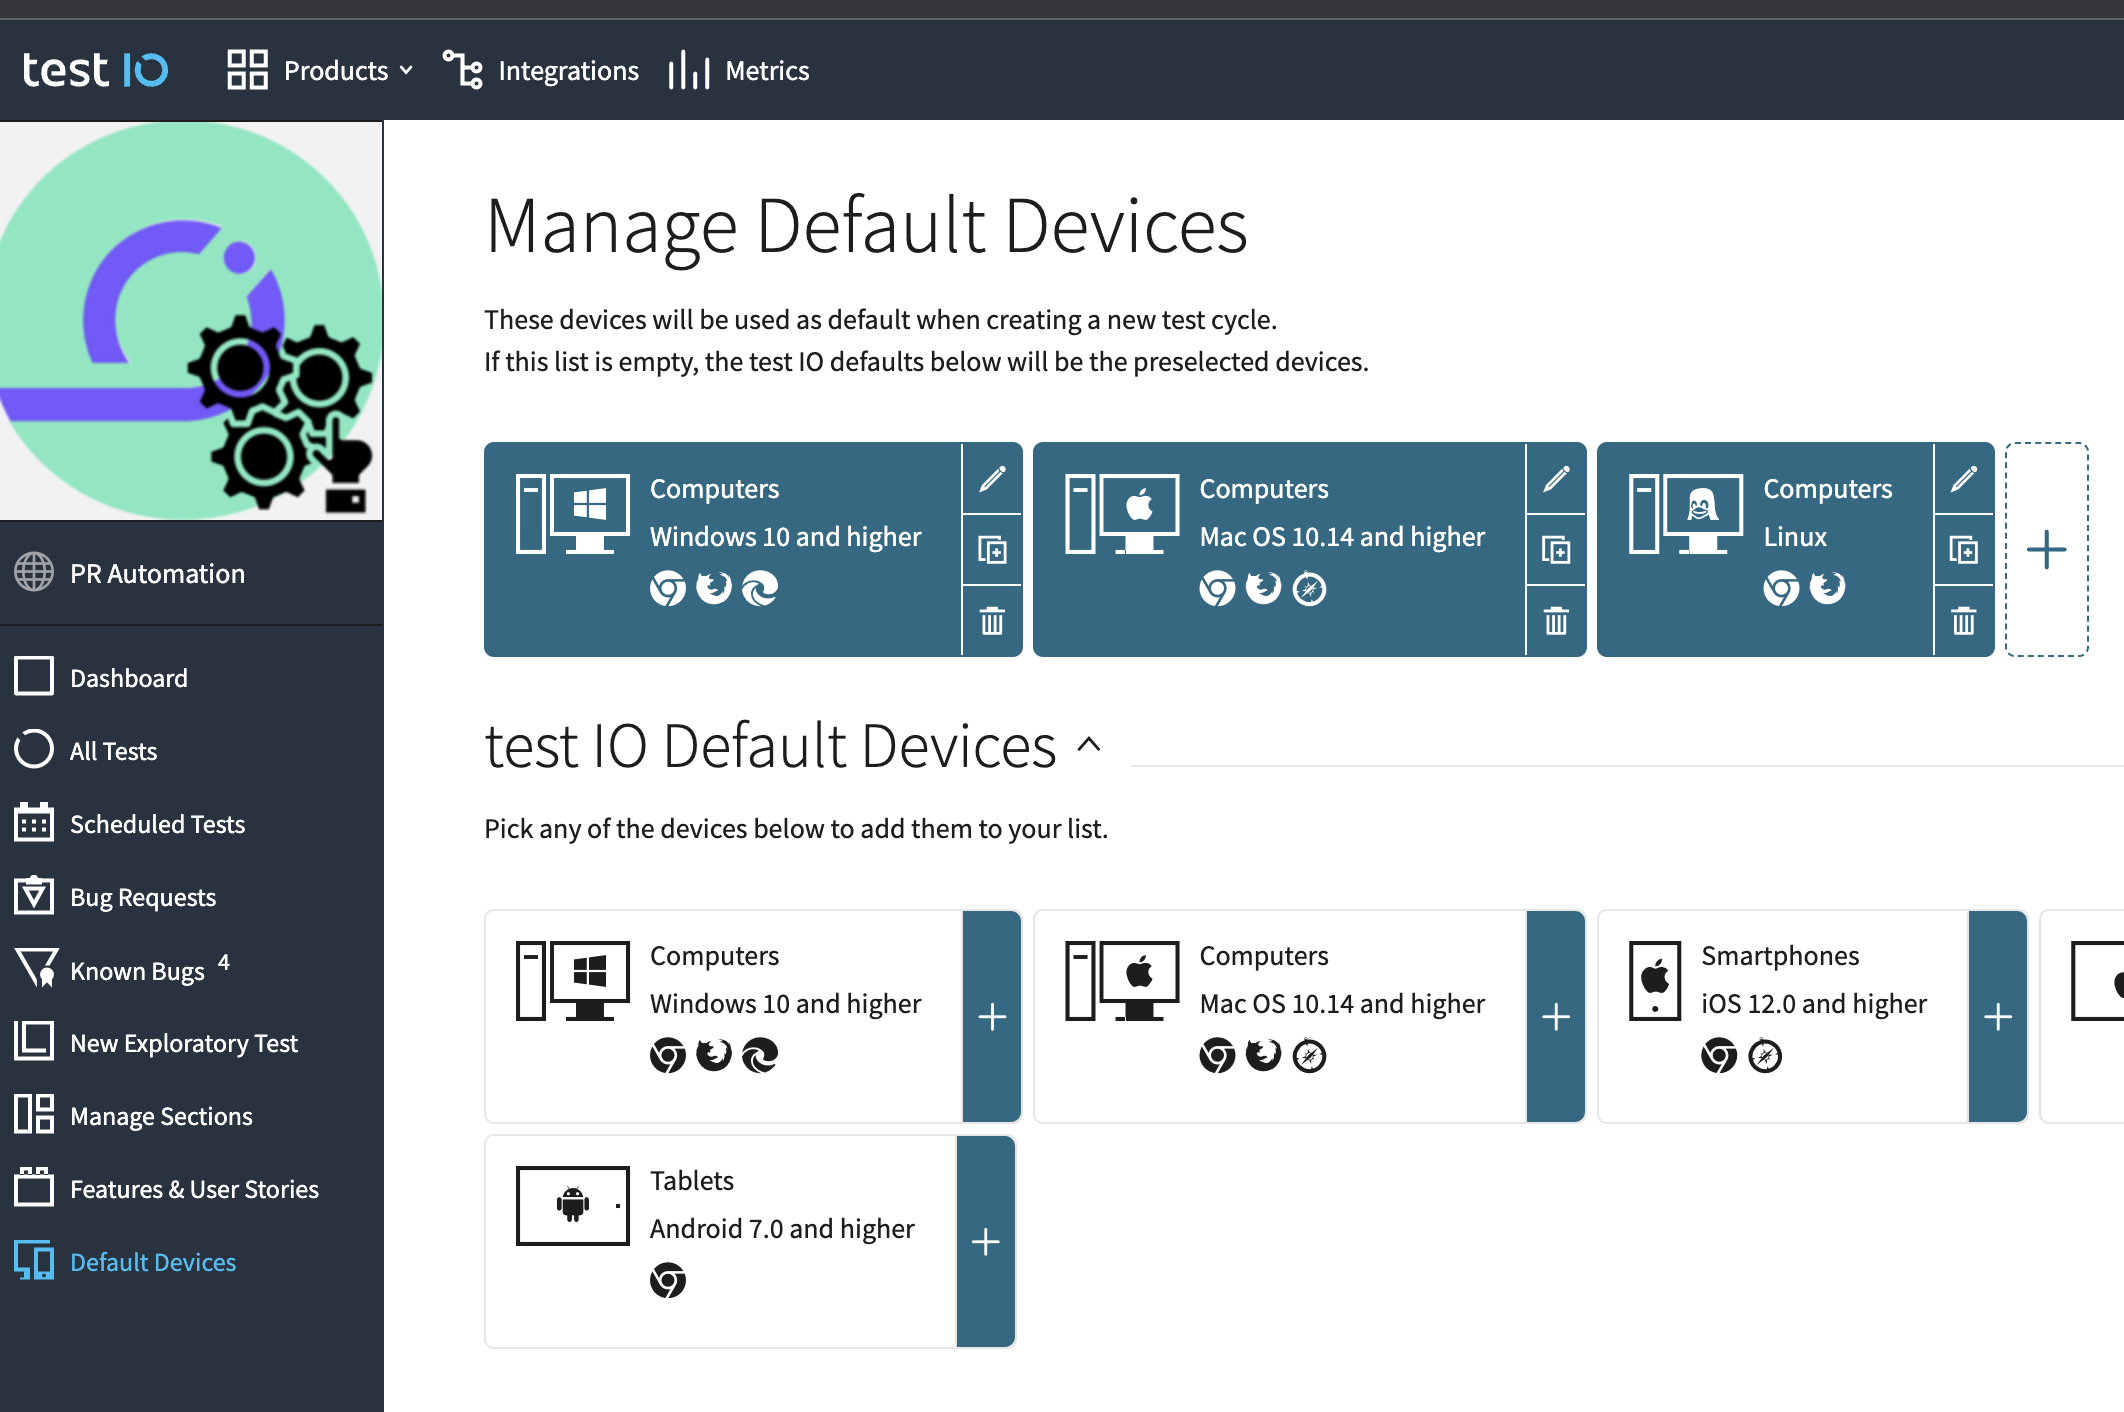 test IO
Products
Integrations
Metrics
PR Automation
Dashboard
All Tests
Scheduled Tests
Bug Requests
Known Bugs 4
New Exploratory Test
Manage Sections
Features & User Stories
Default Devices
Manage Default Devices
These devices will be used as default when creating a new test cycle.
If this list is empty, the test IO defaults below will be the preselected devices.
Computers
Windows 10 and higher
Computers
Mac OS 10.14 and higher
Computers
Linux
test IO Default Devices
Pick any of the devices below to add them to your list.
Computers
Windows 10 and higher
Computers
Mac OS 10.14 and higher
Smartphones
iOS 12.0 and higher
Tablets
Android 7.0 and higher